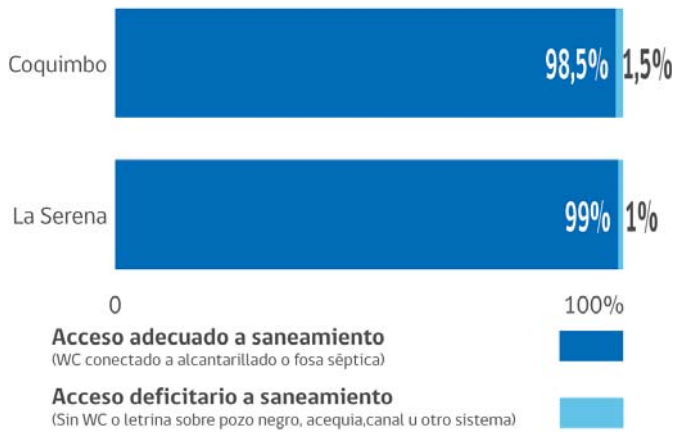 Coquimbo 98,5% 1,5%
La Serena 99% 1%
0 100%
Acceso adecuado a saneamiento
(WC conectado a alcantarillado o fosa séptica)
Acceso deficitario a saneamiento
(Sin WC o letrina sobre pozo negro, acequia,canal u otro sistema)